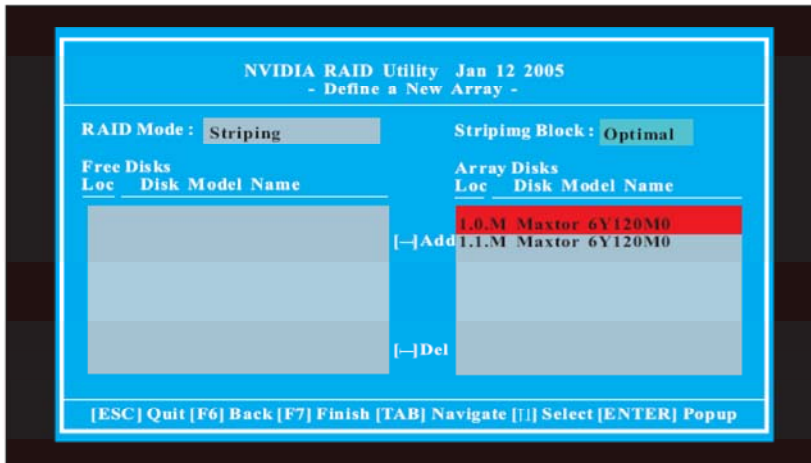 NVIDIA RAID Utility Jan 12 2005
- Define a New Array -
RAID Mode : Striping
Stripimg Block : Optimal
Free Disks
Loc Disk Model Name
Array Disks
Loc Disk Model Name
[→]Add
1.0.M Maxtor 6Y120M0
1.1.M Maxtor 6Y120M0
[←]Del
[ESC] Quit [F6] Back [F7] Finish [TAB] Navigate [] Select [ENTER] Popup